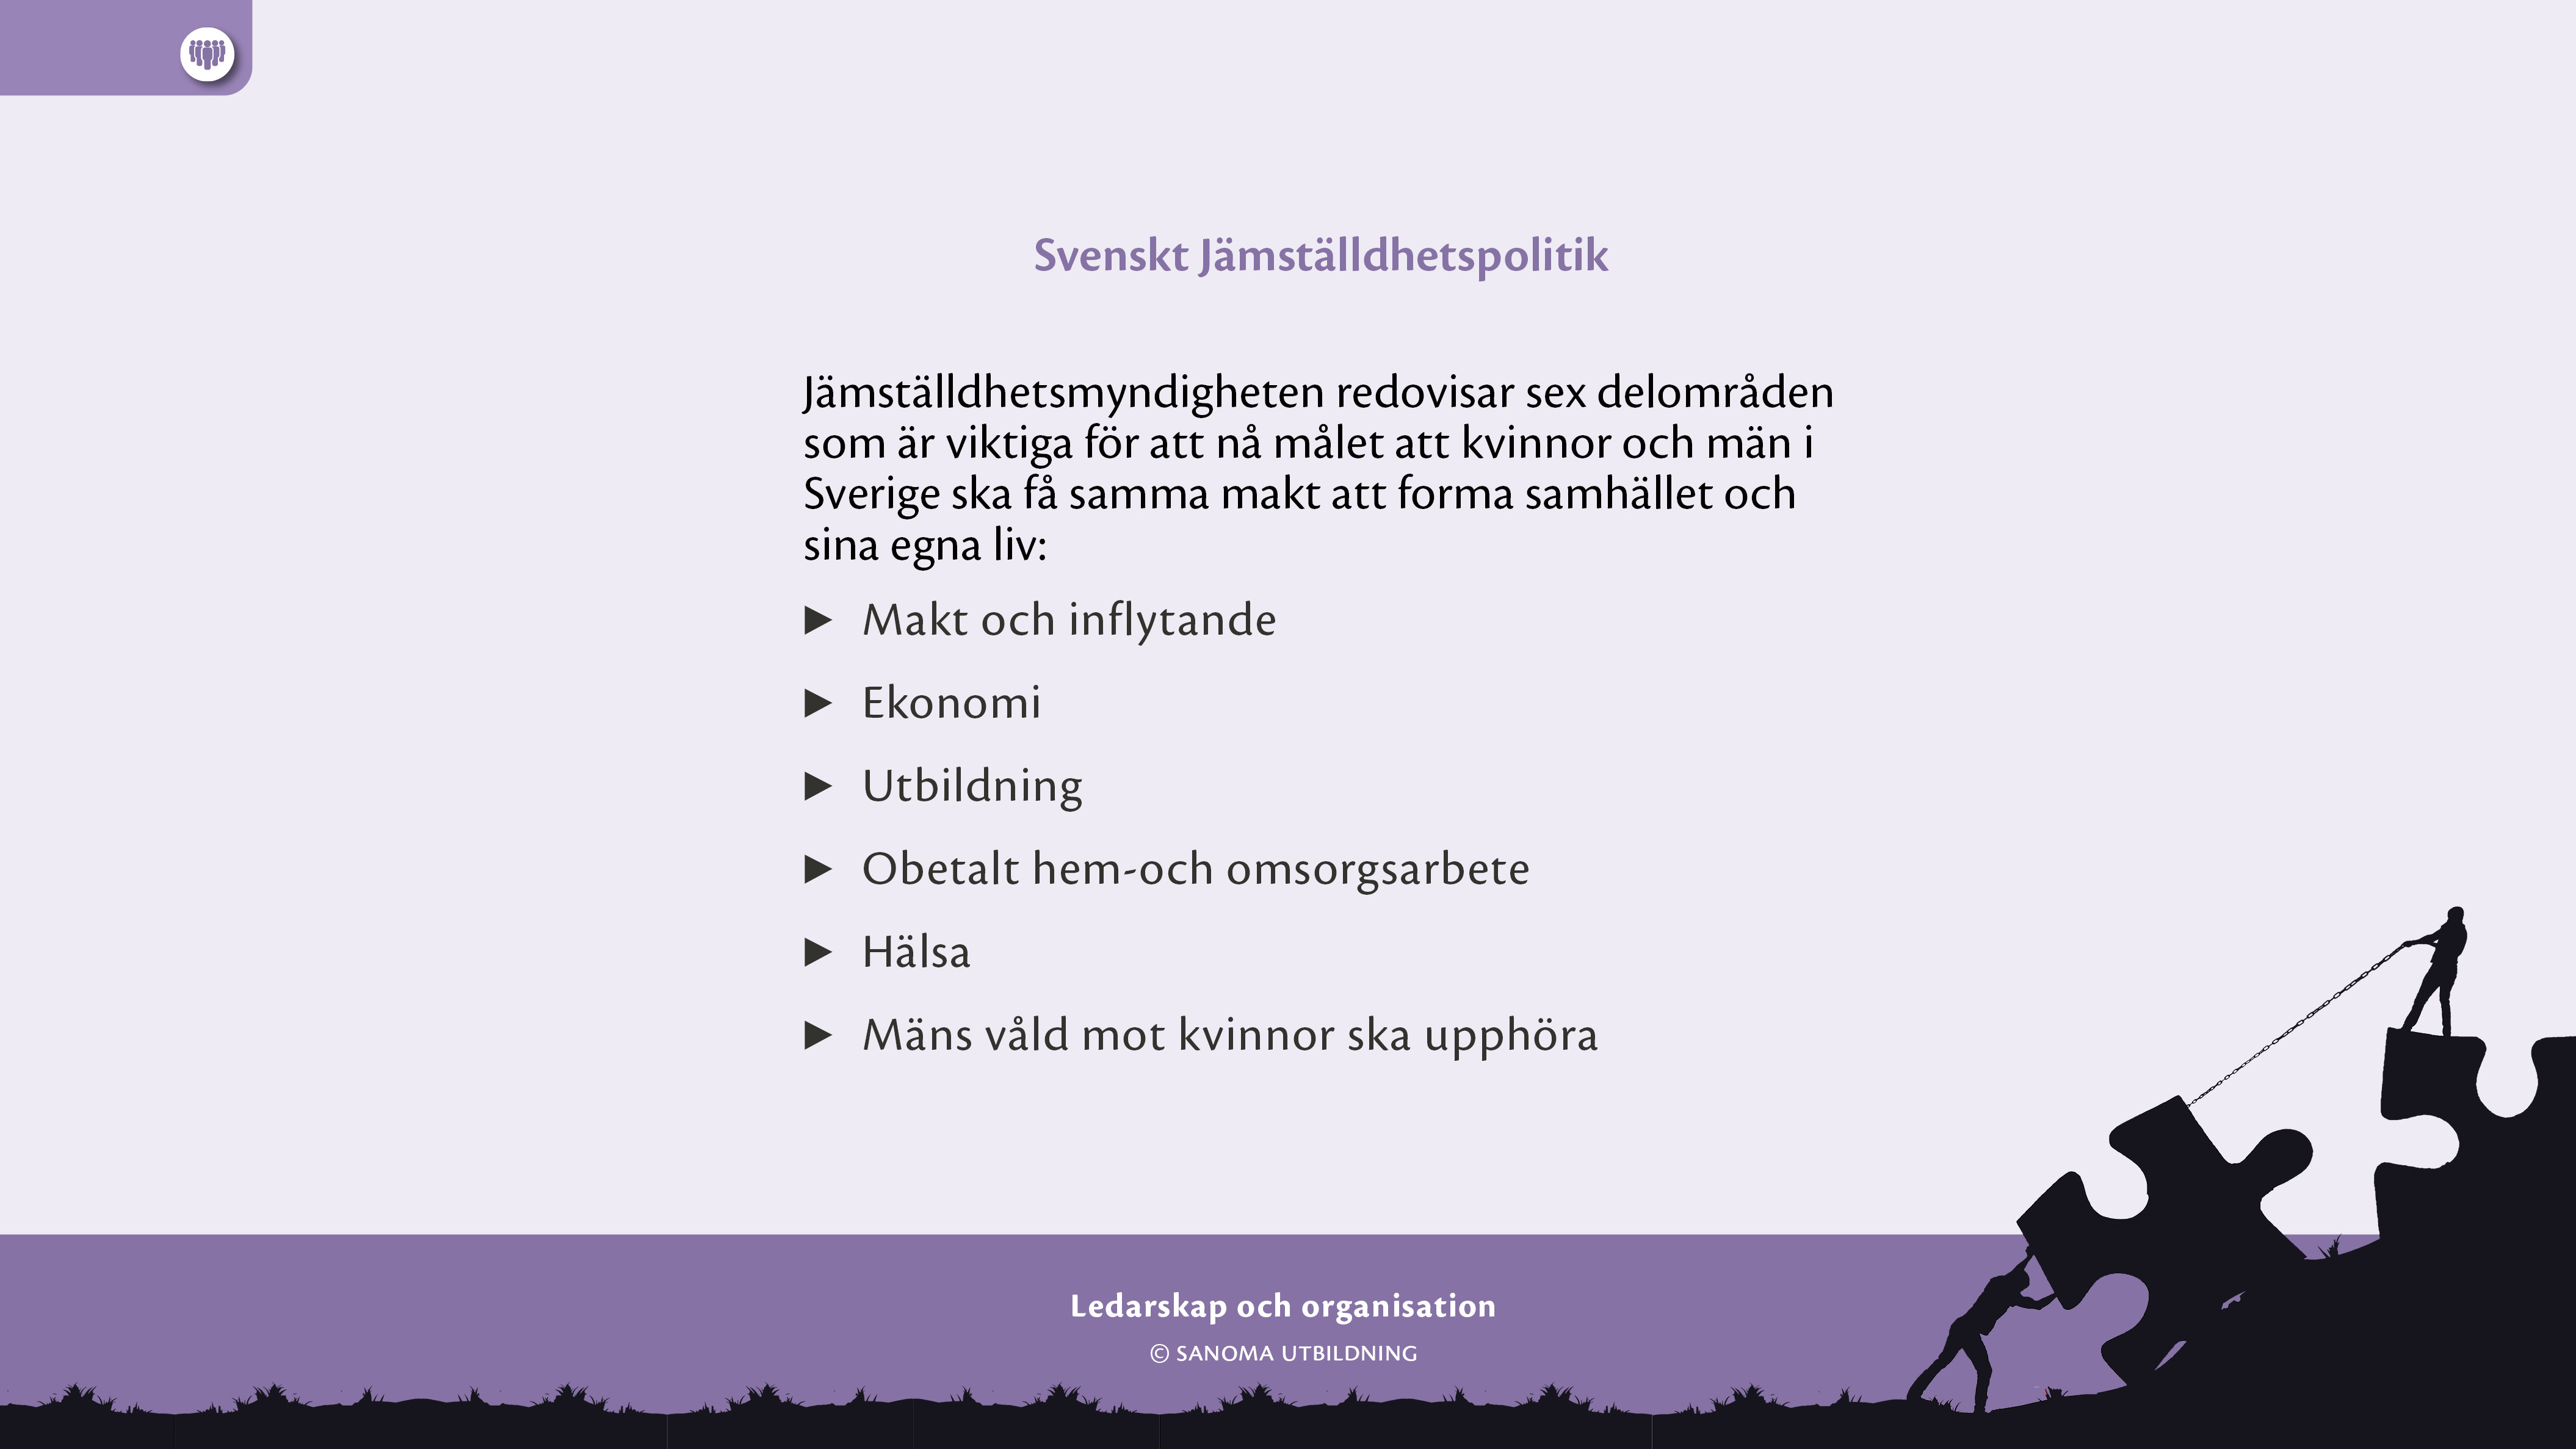 Svenskt Jämställdhetspolitik
Jämställdhetsmyndigheten redovisar sex delområden
som är viktiga för att nå målet att kvinnor och män i
Sverige ska få samma makt att forma samhället och
sina egna liv:
► Makt och inflytande
► Ekonomi
► Utbildning
► Obetalt hem-och omsorgsarbete
► Hälsa
► Mäns våld mot kvinnor ska upphöra
Ledarskap och organisation
© SANOMA UTBILDNING